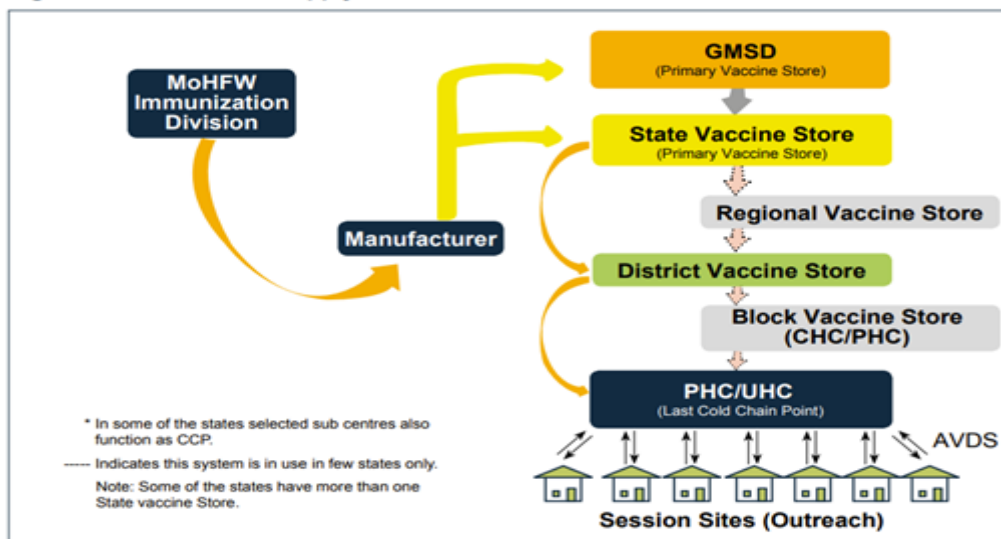 GMSD
(Primary Vaccine Store)
MoHFW
Immunization
Division
State Vaccine Store
(Primary Vaccine Store)
Regional Vaccine Store
Manufacturer
District Vaccine Store
Block Vaccine Store
(CHC/PHC)
PHC/UHC
(Last Cold Chain Point)
* In some of the states selected sub centres also
function as CCP.
----- Indicates this system is in use in few states only.
Note: Some of the states have more than one
State vaccine Store.
AVDS
Session Sites (Outreach)